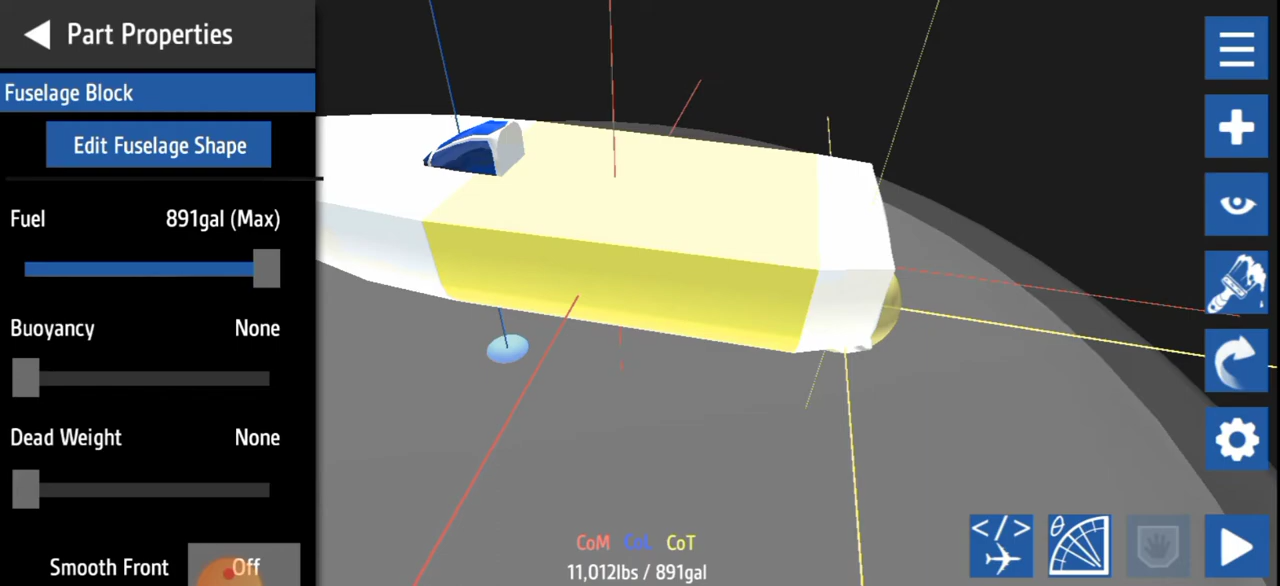 Part Properties
Fuselage Block
Edit Fuselage Shape
Fuel 891gal (Max)
Buoyancy None
Dead Weight None
Smooth Front Off
CoM CoL CoT
11,012lbs / 891gal